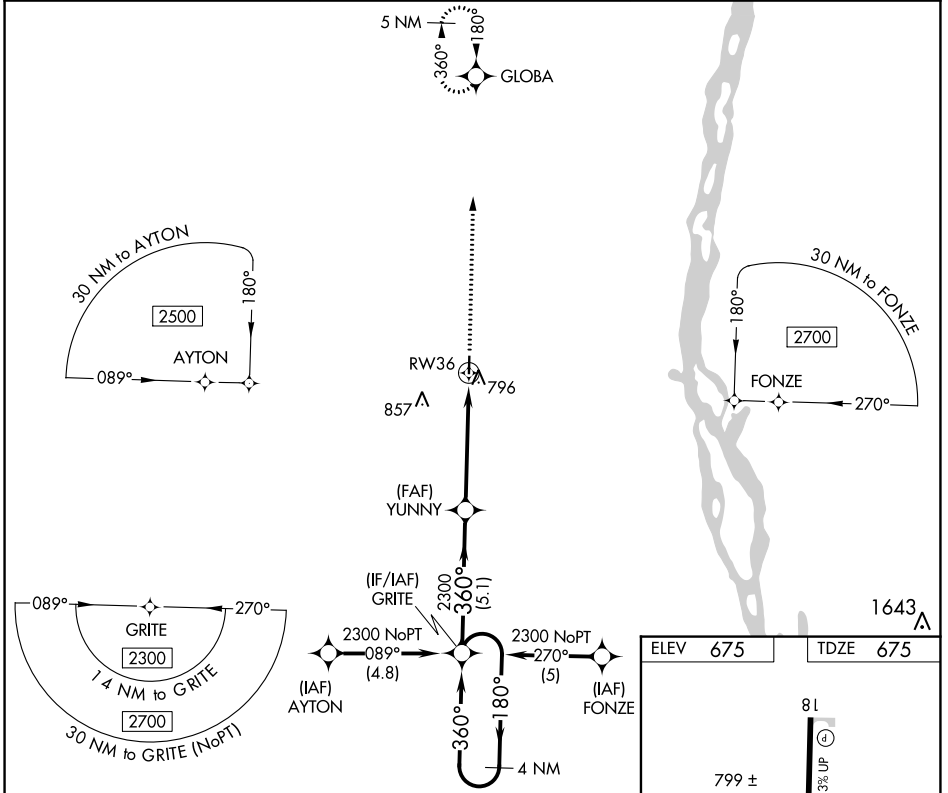 5 NM
180°
360°
GLOBA
30 NM to AYTON
2500
180°
AYTON
089°
30 NM to FONZE
180°
2700
FONZE
270°
RW36
796
857
(FAF)
YUNNY
(IF/IAF)
GRITE
2300
360°
(5.1)
089°
270°
GRITE
2300
14 NM to GRITE
2700
30 NM to GRITE (NoPT)
2300 NoPT
089°
(4.8)
(IAF)
AYTON
2300 NoPT
270°
(5)
(IAF)
FONZE
360°
180°
4 NM
1643
ELEV 675
TDZE 675
18
P
3% UP
799 ±